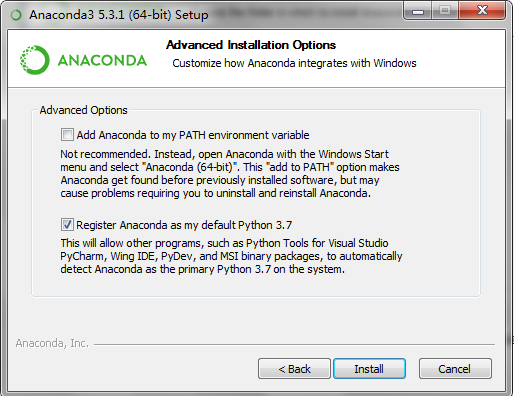 Anaconda3 5.3.1 (64-bit) Setup
Advanced Installation Options
Customize how Anaconda integrates with Windows
ANACONDA
Advanced Options
Add Anaconda to my PATH environment variable
Not recommended. Instead, open Anaconda with the Windows Start
menu and select "Anaconda (64-bit)". This "add to PATH" option makes
Anaconda get found before previously installed software, but may
cause problems requiring you to uninstall and reinstall Anaconda.
Register Anaconda as my default Python 3.7
This will allow other programs, such as Python Tools for Visual Studio
PyCharm, Wing IDE, PyDev, and MSI binary packages, to automatically
detect Anaconda as the primary Python 3.7 on the system.
Anaconda, Inc.
< Back
Install
Cancel